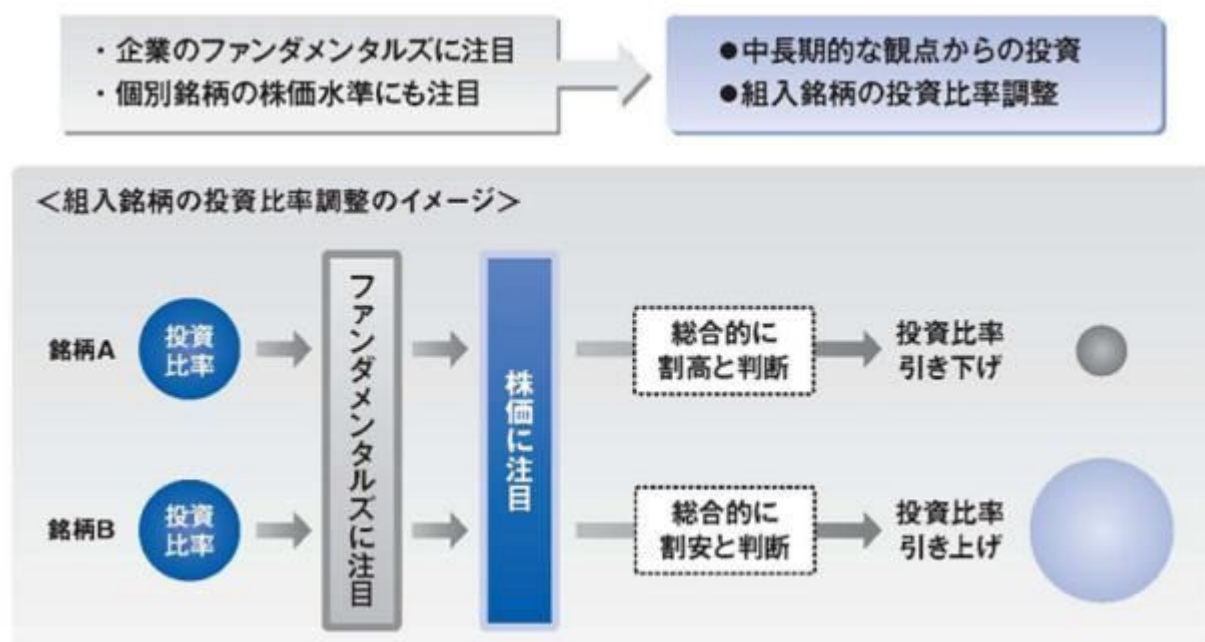 ・企業のファンダメンタルズに注目
・個別銘柄の株価水準にも注目
●中長期的な観点からの投資
●組入銘柄の投資比率調整
＜組入銘柄の投資比率調整のイメージ＞
銘柄A
投資
比率
ファンダメンタルズに注目
株価に注目
総合的に
割高と判断
投資比率
引き下げ
銘柄B
投資
比率
総合的に
割安と判断
投資比率
引き上げ